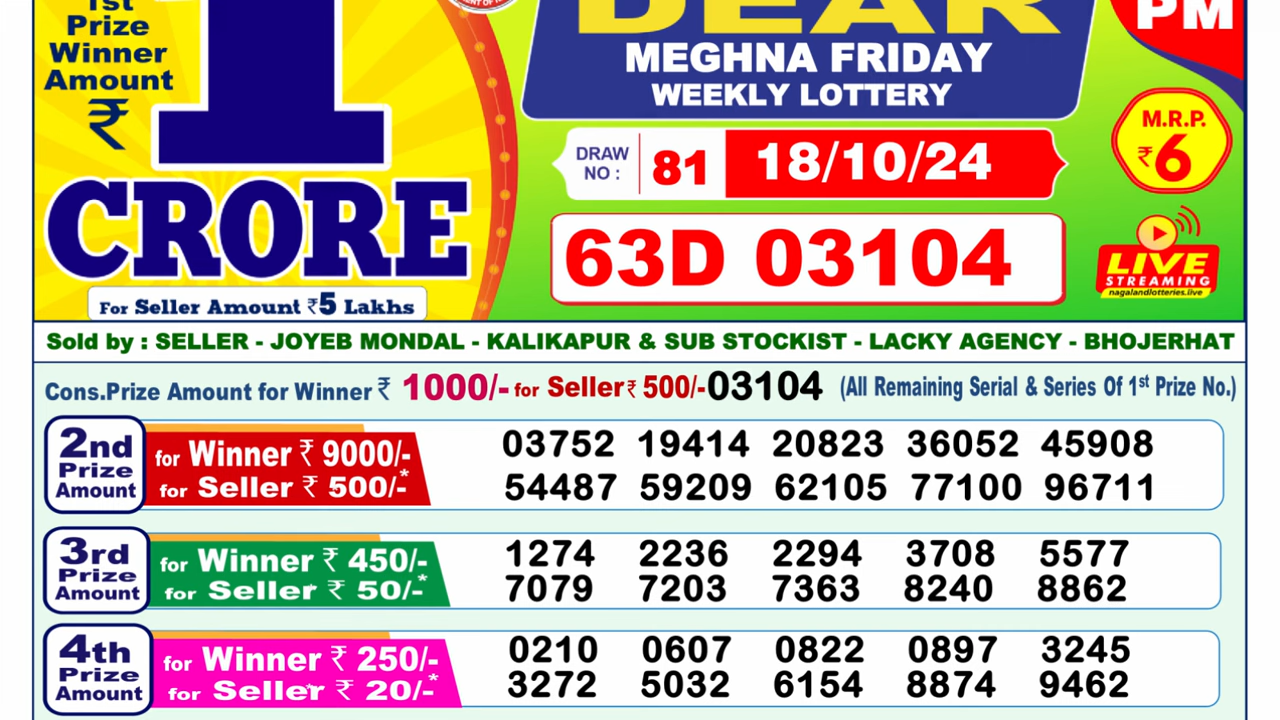 1st
Prize
Winner
Amount
₹
1
CRORE
For Seller Amount ₹5 Lakhs
DEAR
MEGHNA FRIDAY
WEEKLY LOTTERY
PM
DRAW NO : 81 18/10/24
M.R.P.
₹6
63D 03104
LIVE
STREAMING
nagalandlotteries.live
Sold by : SELLER - JOYEB MONDAL - KALIKAPUR & SUB STOCKIST - LACKY AGENCY - BHOJERHAT
Cons.Prize Amount for Winner ₹ 1000/- for Seller ₹ 500/- 03104 (All Remaining Serial & Series Of 1st Prize No.)
2nd
Prize
Amount
for Winner ₹ 9000/-
for Seller ₹ 500/-*
03752 19414 20823 36052 45908
54487 59209 62105 77100 96711
3rd
Prize
Amount
for Winner ₹ 450/-
for Seller ₹ 50/-*
1274 2236 2294 3708 5577
7079 7203 7363 8240 8862
4th
Prize
Amount
for Winner ₹ 250/-
for Seller ₹ 20/-*
0210 0607 0822 0897 3245
3272 5032 6154 8874 9462